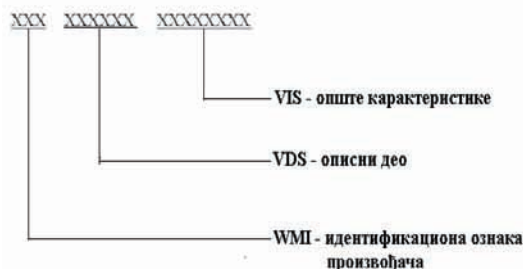 XXX XXXXXX XXXXXXXX
VIS - опште карактеристике
VDS - описни део
WMI - идентификациона ознака
произвођача